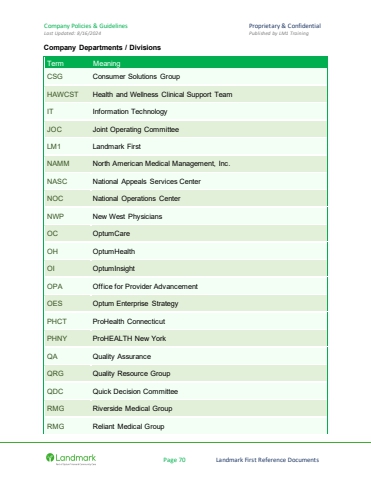 Company Policies & Guidelines Proprietary & Confidential
Last Updated 8/16/2024 Published by LM1 Training
Company Departments / Divisions
Term Meaning
CSG Consumer Solutions Group
HAWCST Health and Wellness Clinical Support Team
IT Information Technology
JOC Joint Operating Committee
LM1 Landmark First
NAMM North American Medical Management, Inc.
NASC National Appeals Services Center
NOC National Operations Center
NWP New West Physicians
OC OptumCare
OH OptumHealth
OI OptumInsight
OPA Office for Provider Advancement
OES Optum Enterprise Strategy
PHCT ProHealth Connecticut
PHNY ProHEALTH New York
QA Quality Assurance
QRG Quality Resource Group
QDC Quick Decision Committee
RMG Riverside Medical Group
RMG Reliant Medical Group
Landmark Page 70 Landmark First Reference Documents